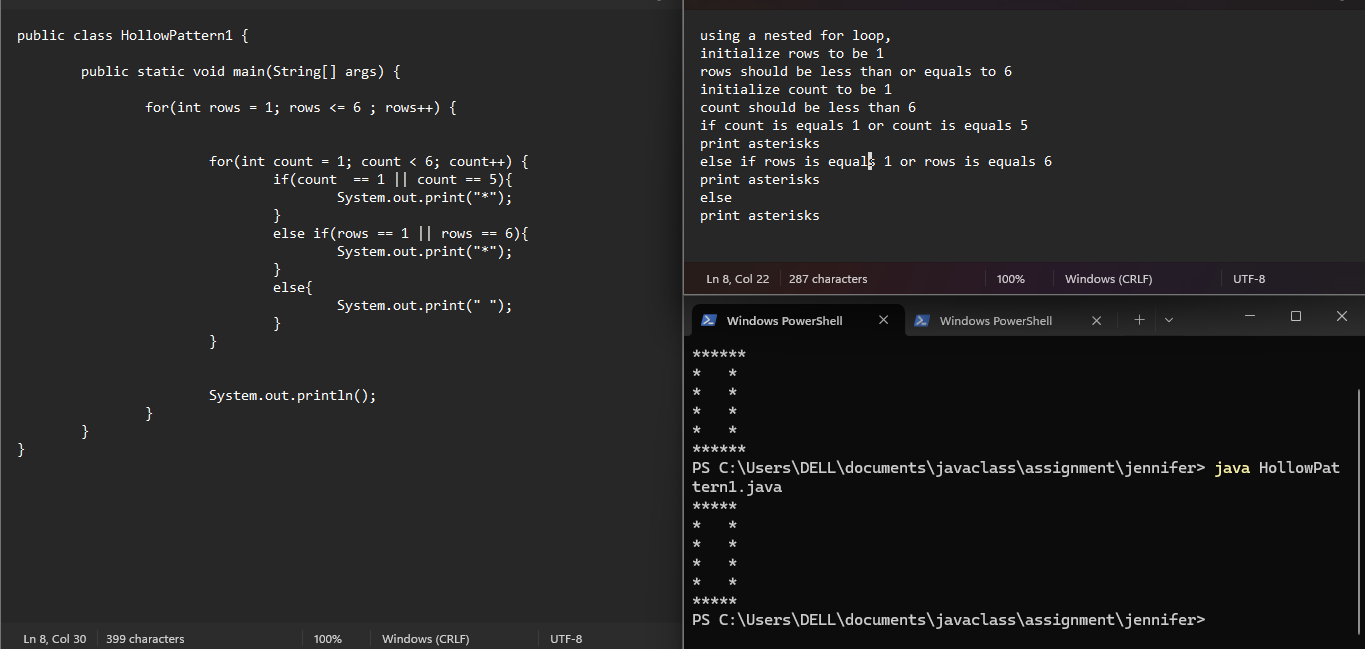 public class HollowPattern1 {
public static void main(String[] args) {
for(int rows = 1; rows <= 6 ; rows++) {
for(int count = 1; count < 6; count++) {
if(count  == 1 || count == 5){
System.out.print("*");
}
else if(rows == 1 || rows == 6){
System.out.print("*");
}
else{
System.out.print(" ");
}
}
System.out.println();
}
}
}
Ln 8, Col 30
399 characters
100%
Windows (CRLF)
UTF-8
using a nested for loop,
initialize rows to be 1
rows should be less than or equals to 6
initialize count to be 1
count should be less than 6
if count is equals 1 or count is equals 5
print asterisks
else if rows is equals 1 or rows is equals 6
print asterisks
else
print asterisks
Ln 8, Col 22
287 characters
100%
Windows (CRLF)
UTF-8
Windows PowerShell
Windows PowerShell
******
*   *
*   *
*   *
*   *
******
PS C:\Users\DELL\documents\javaclass\assignment\jennifer> java HollowPat
tern1.java
*****
*   *
*   *
*   *
*   *
*****
PS C:\Users\DELL\documents\javaclass\assignment\jennifer>